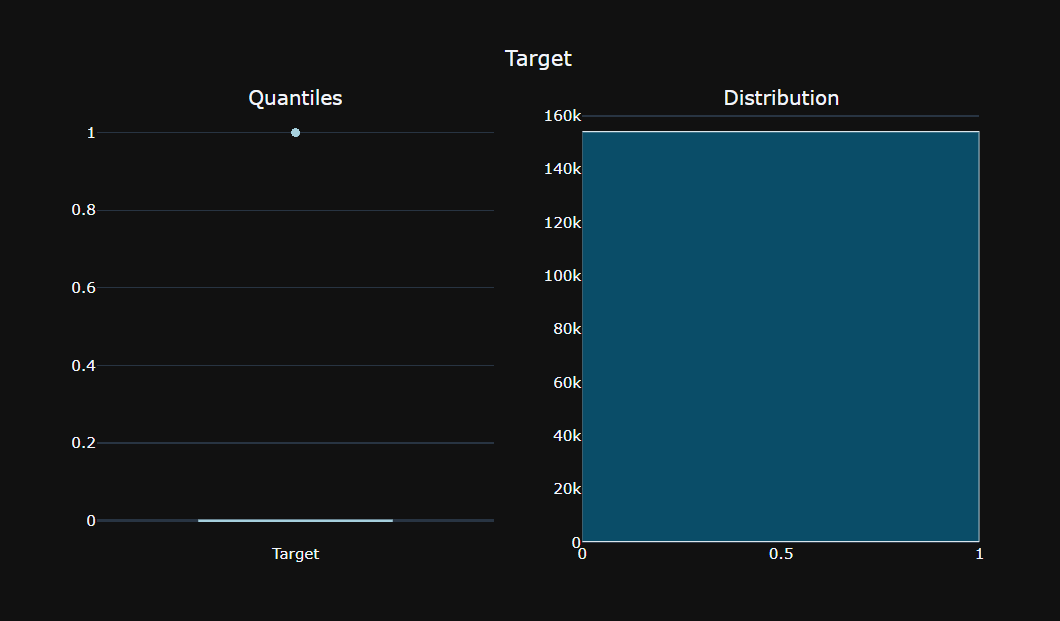 Target
Quantiles
1
0.8
0.6
0.4
0.2
0
Target
Distribution
160k
140k
120k
100k
80k
60k
40k
20k
0
0 0.5 1